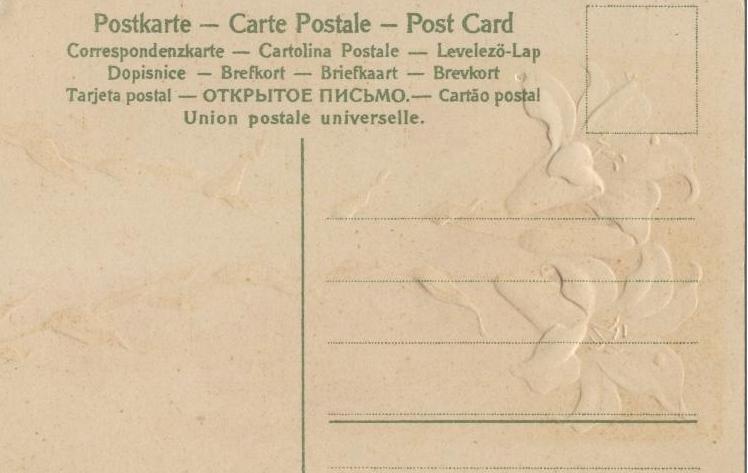 Postkarte — Carte Postale — Post Card
Correspondenzkarte — Cartolina Postale — Levelező-Lap
Dopisnice — Brefkort — Briefkaart — Brevkort
Tarjeta postal — ОТКРЫТОЕ ПИСЬМО.— Cartão postal
Union postale universelle.